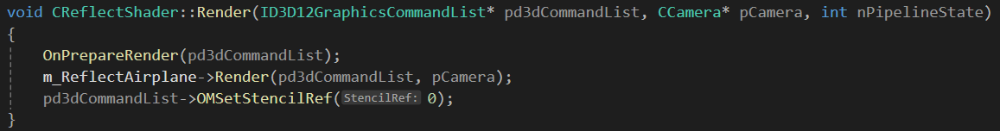 void CReflectShader::Render(ID3D12GraphicsCommandList* pd3dCommandList, CCamera* pCamera, int nPipelineState)
{
OnPrepareRender(pd3dCommandList);
m_ReflectAirplane->Render(pd3dCommandList, pCamera);
pd3dCommandList->OMSetStencilRef(StencilRef: 0);
}